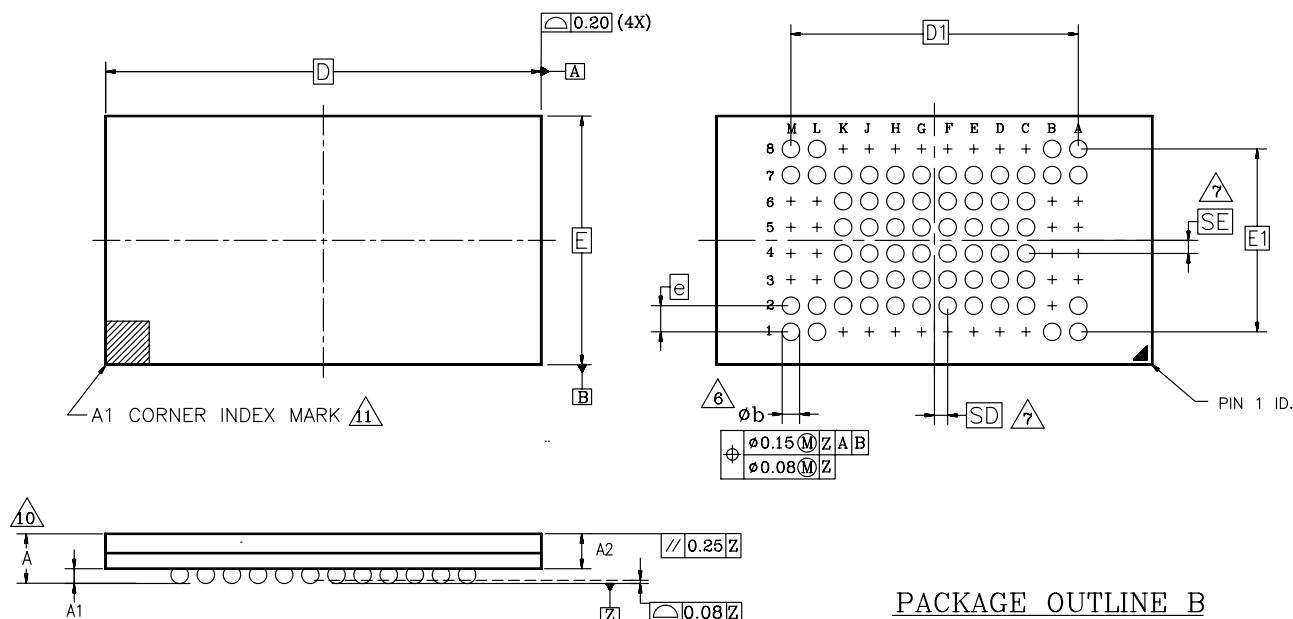 ⌓ 0.20 (4X)
D
A
E
B
A1 CORNER INDEX MARK 11
D1
M L K J H G F E D C B A
8
7
6
5
4
3
2
1
7
SE
E1
e
6
øb
SD 7
PIN 1 ID.
⌖ ø0.15 Ⓜ Z A B
ø0.08 Ⓜ Z
10
A
A1
A2
// 0.25 Z
Z
⌓ 0.08 Z
PACKAGE OUTLINE B